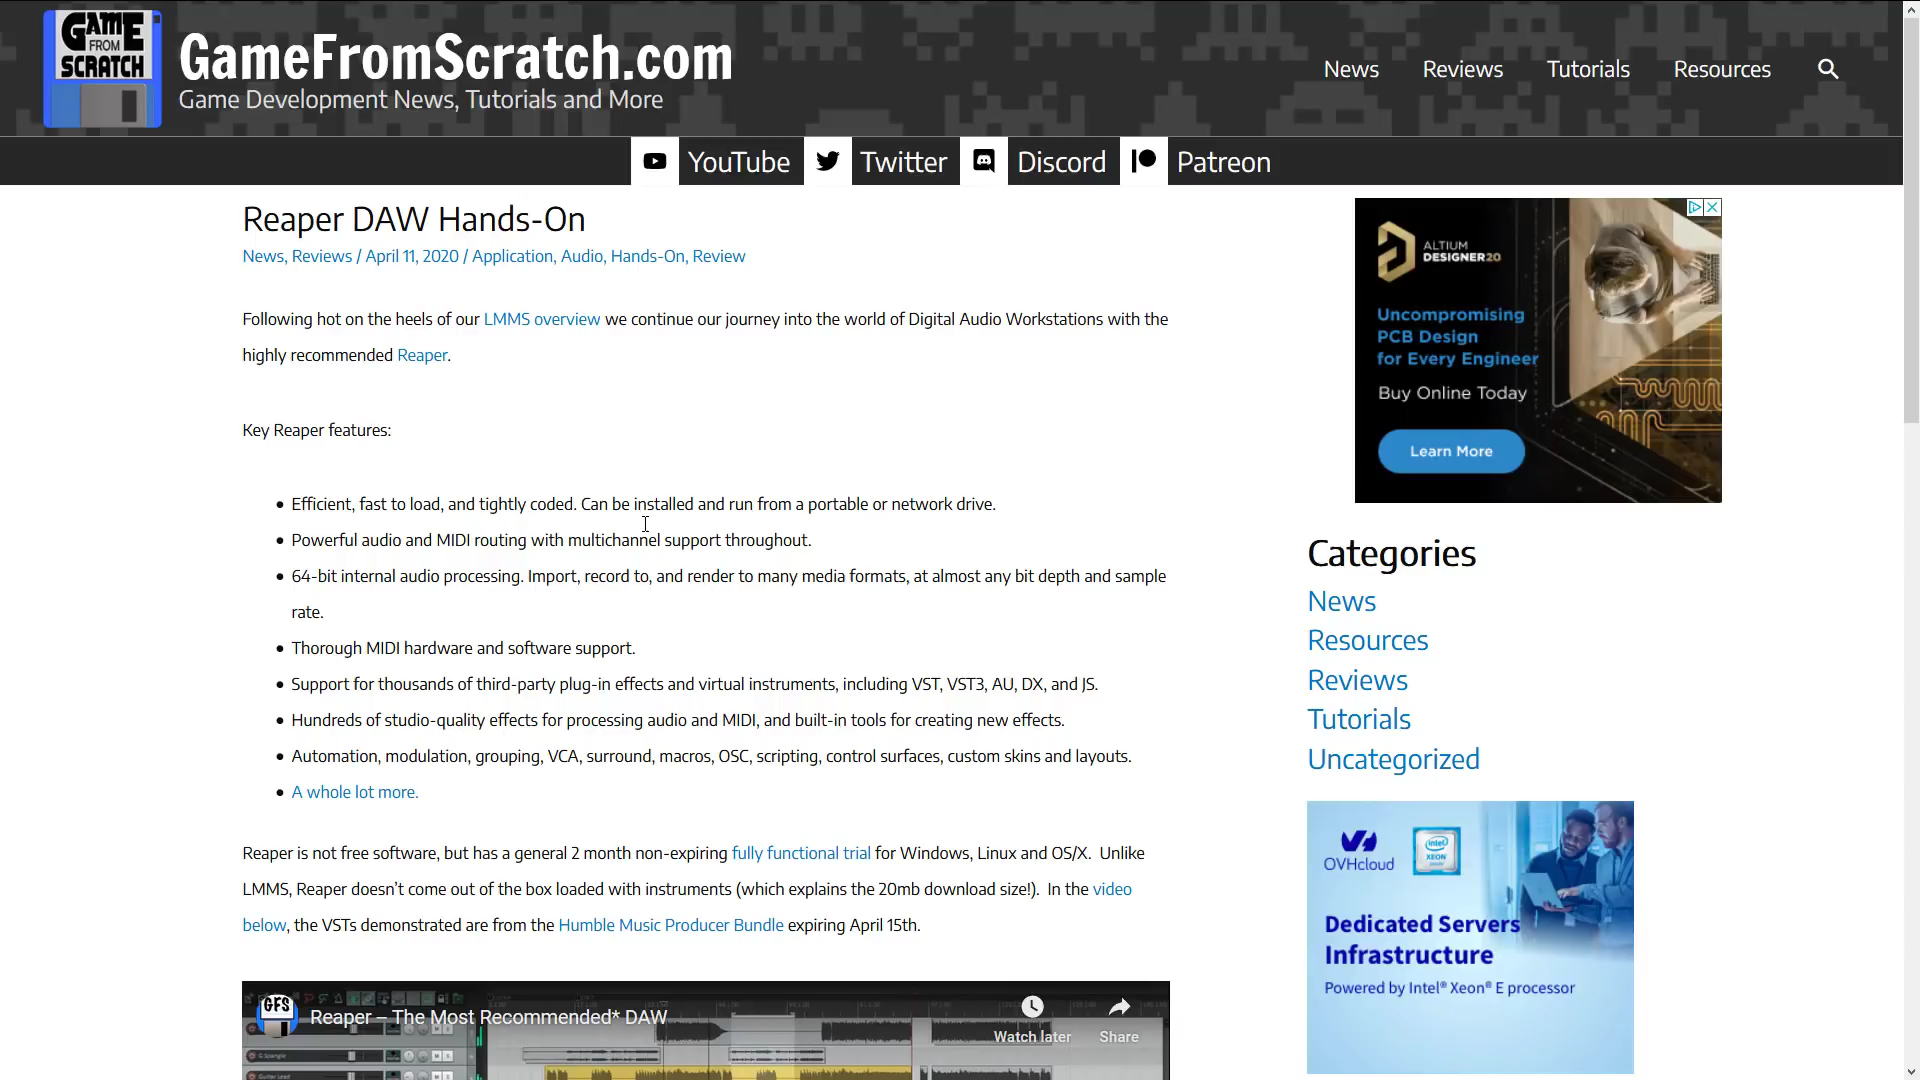 GAME
FROM
SCRATCH
GameFromScratch.com
Game Development News, Tutorials and More
News
Reviews
Tutorials
Resources
YouTube
Twitter
Discord
Patreon
Reaper DAW Hands-On
News, Reviews / April 11, 2020 / Application, Audio, Hands-On, Review
Following hot on the heels of our LMMS overview we continue our journey into the world of Digital Audio Workstations with the
highly recommended Reaper.
Key Reaper features:
Efficient, fast to load, and tightly coded. Can be installed and run from a portable or network drive.
Powerful audio and MIDI routing with multichannel support throughout.
64-bit internal audio processing. Import, record to, and render to many media formats, at almost any bit depth and sample
rate.
Thorough MIDI hardware and software support.
Support for thousands of third-party plug-in effects and virtual instruments, including VST, VST3, AU, DX, and JS.
Hundreds of studio-quality effects for processing audio and MIDI, and built-in tools for creating new effects.
Automation, modulation, grouping, VCA, surround, macros, OSC, scripting, control surfaces, custom skins and layouts.
A whole lot more.
Reaper is not free software, but has a general 2 month non-expiring fully functional trial for Windows, Linux and OS/X.  Unlike
LMMS, Reaper doesn't come out of the box loaded with instruments (which explains the 20mb download size!).  In the video
below, the VSTs demonstrated are from the Humble Music Producer Bundle expiring April 15th.
GFS
Reaper – The Most Recommended* DAW
Watch later
Share
ALTIUM
DESIGNER20
Uncompromising
PCB Design
for Every Engineer
Buy Online Today
Learn More
Categories
News
Resources
Reviews
Tutorials
Uncategorized
OVHcloud
intel
XEON
Dedicated Servers
Infrastructure
Powered by Intel® Xeon® E processor